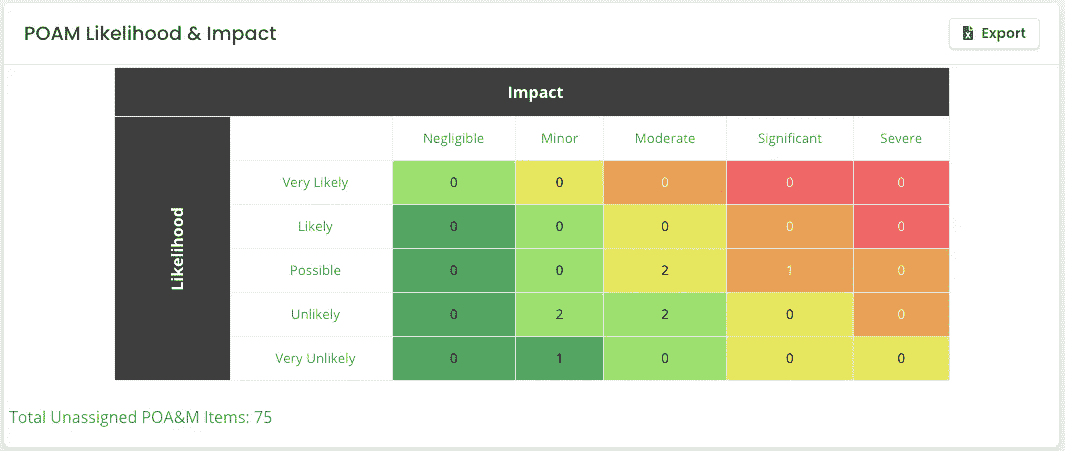 POAM Likelihood & Impact
Export
Impact
Likelihood
Negligible Minor Moderate Significant Severe
Very Likely 0 0 0 0 0
Likely 0 0 0 0 0
Possible 0 0 2 1 0
Unlikely 0 2 2 0 0
Very Unlikely 0 1 0 0 0
Total Unassigned POA&M Items: 75